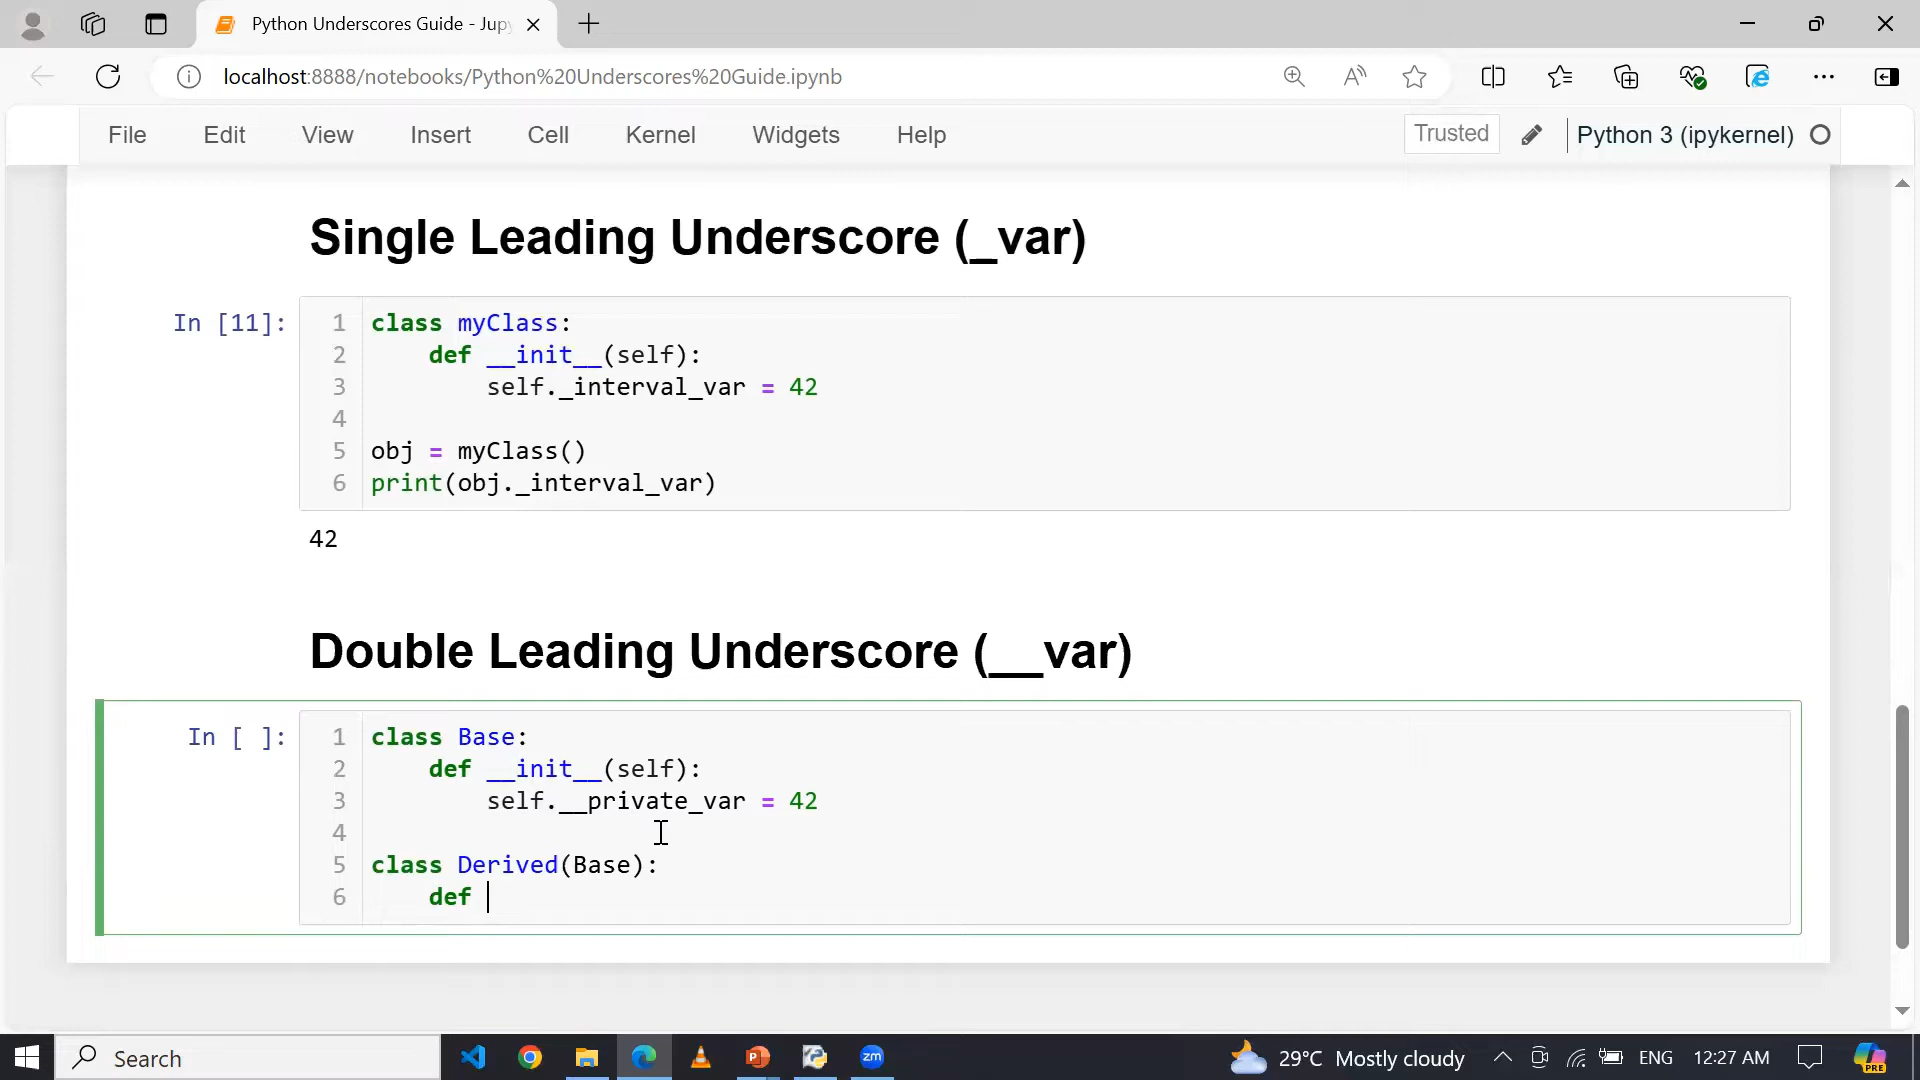 Python Underscores Guide - Jup
localhost:8888/notebooks/Python%20Underscores%20Guide.ipynb
File Edit View Insert Cell Kernel Widgets Help Trusted Python 3 (ipykernel)
Single Leading Underscore (_var)
In [11]:
1 class myClass:
2     def __init__(self):
3         self._interval_var = 42
4
5 obj = myClass()
6 print(obj._interval_var)
42
Double Leading Underscore (__var)
In [ ]:
1 class Base:
2     def __init__(self):
3         self.__private_var = 42
4
5 class Derived(Base):
6     def
Search zm 29°C Mostly cloudy ENG 12:27 AM PRE